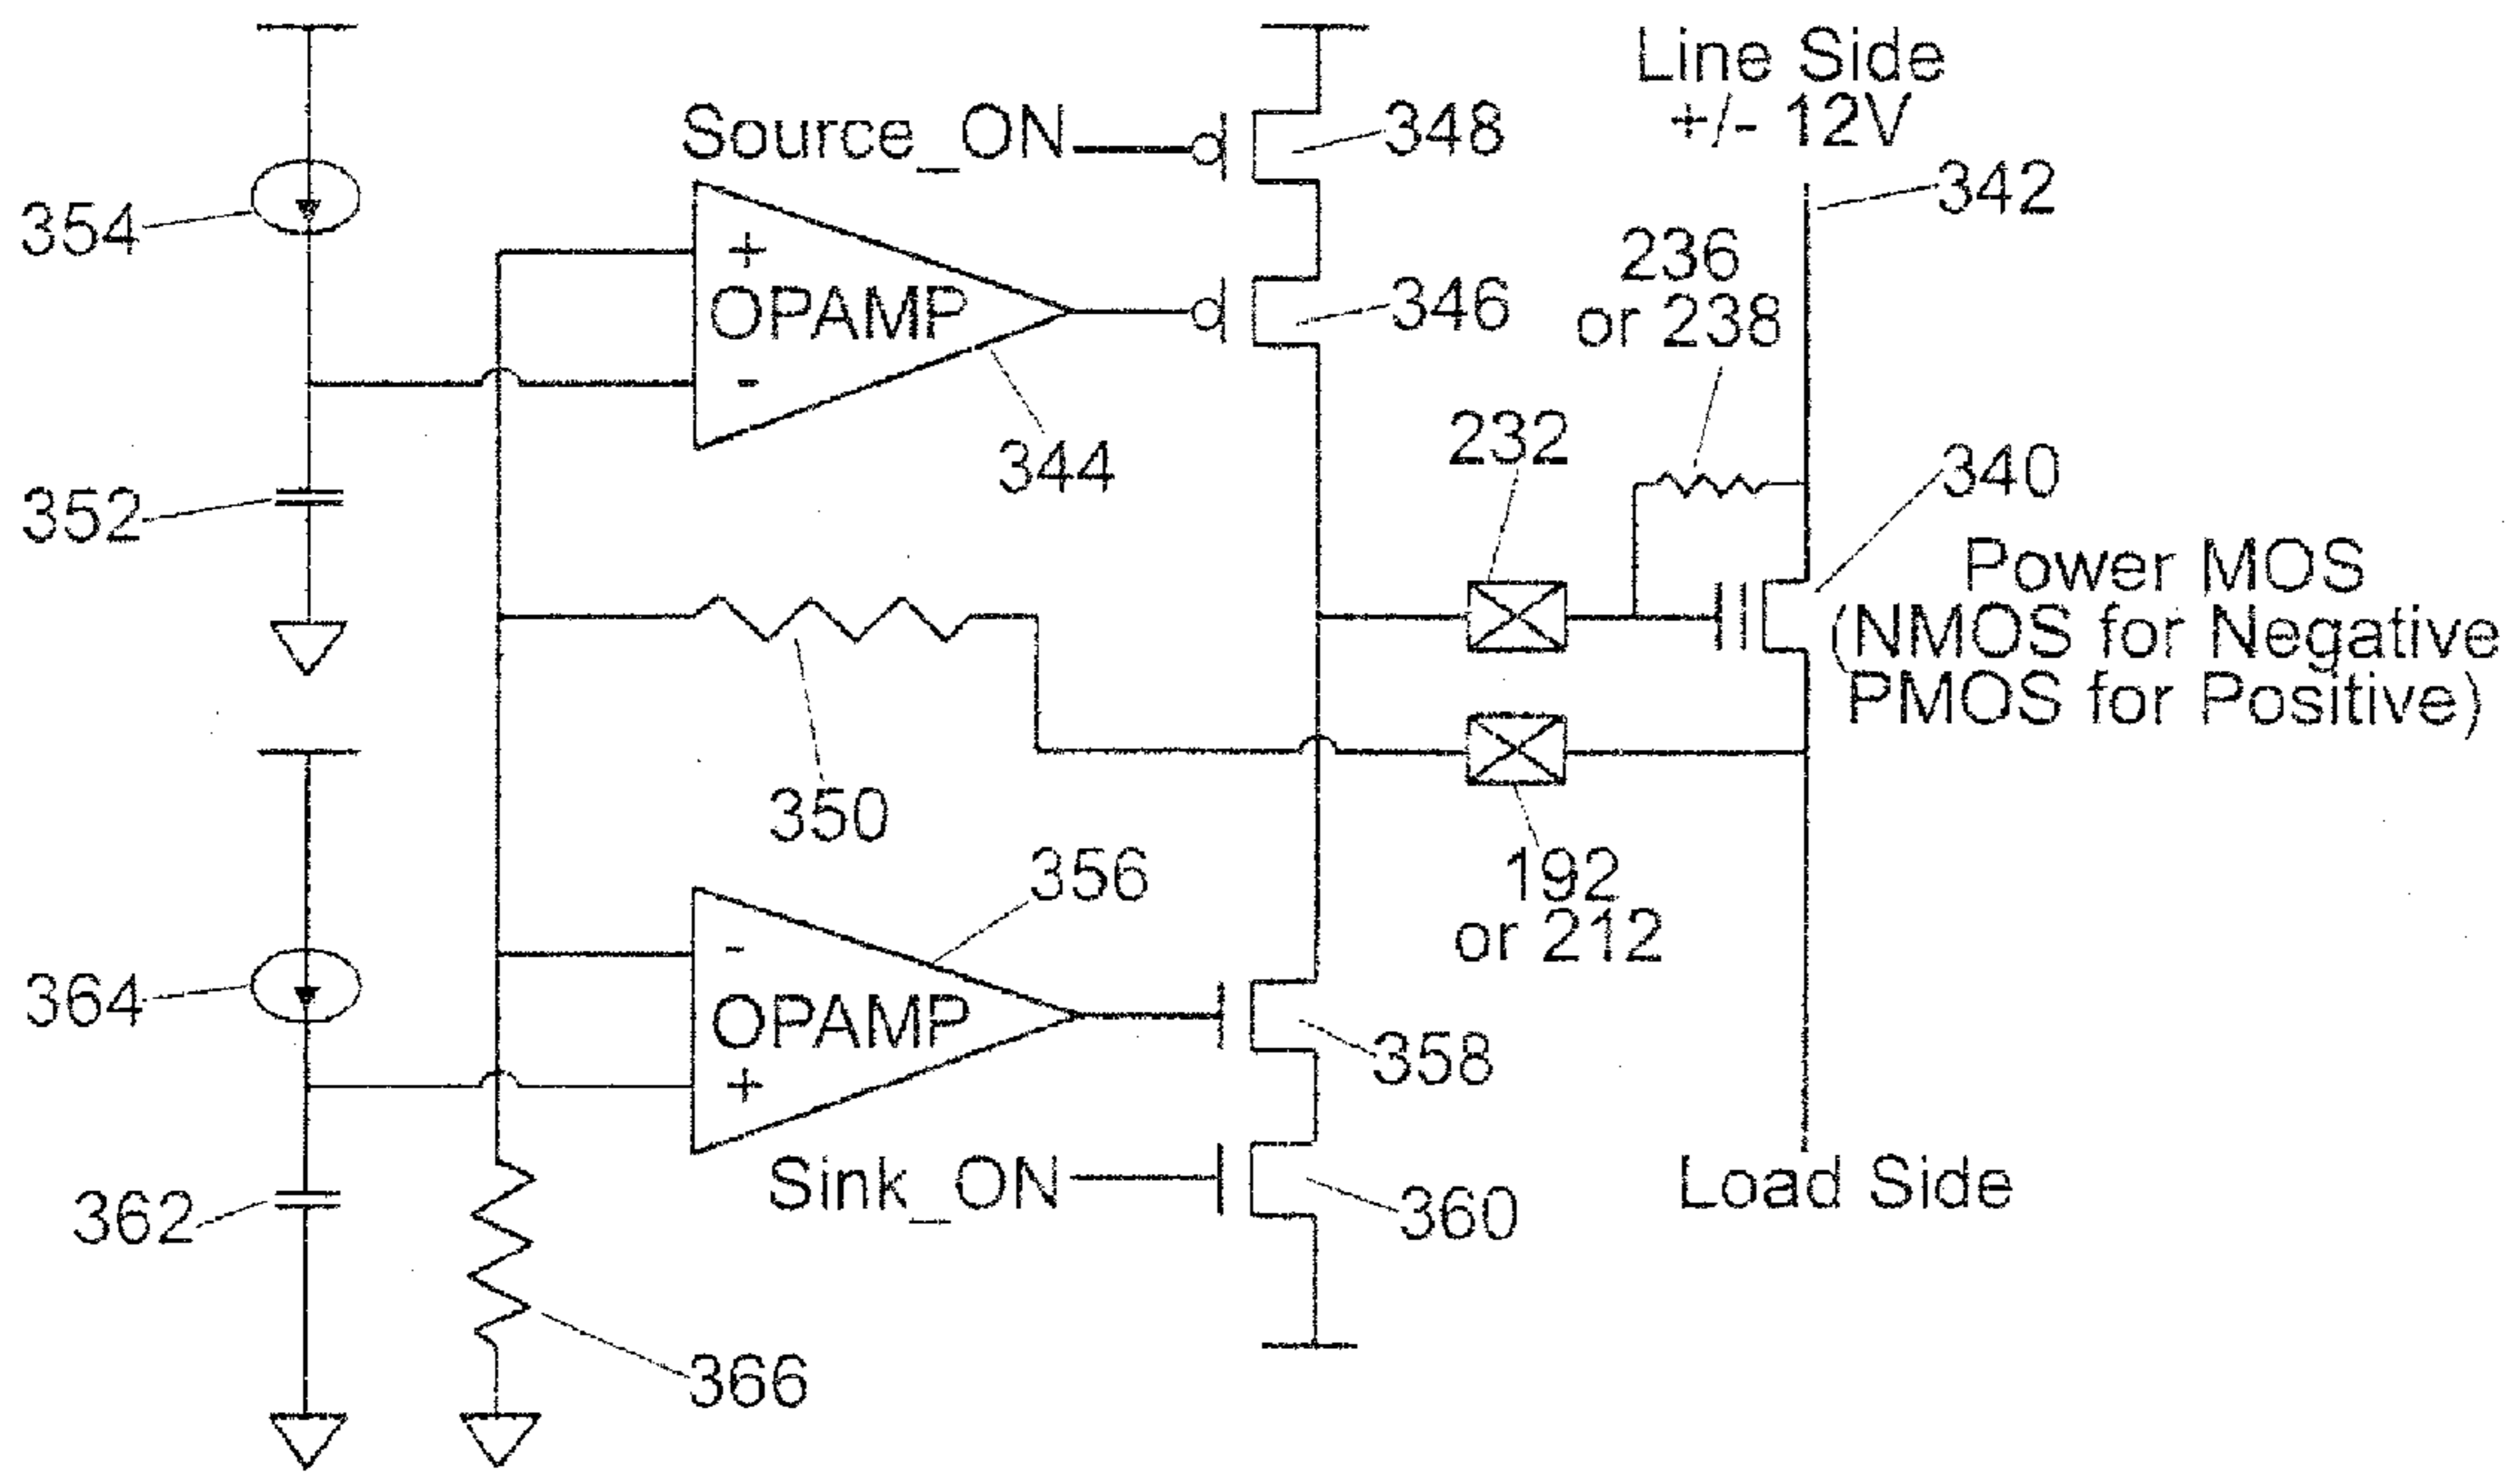 Line Side
+/- 12V
Source_ON
348
342
354
+
OPAMP
-
346
236
or 238
232
344
340
352
Power MOS
(NMOS for Negative
PMOS for Positive)
350
356
192
or 212
364
-
OPAMP
+
358
Sink_ON
Load Side
362
360
366